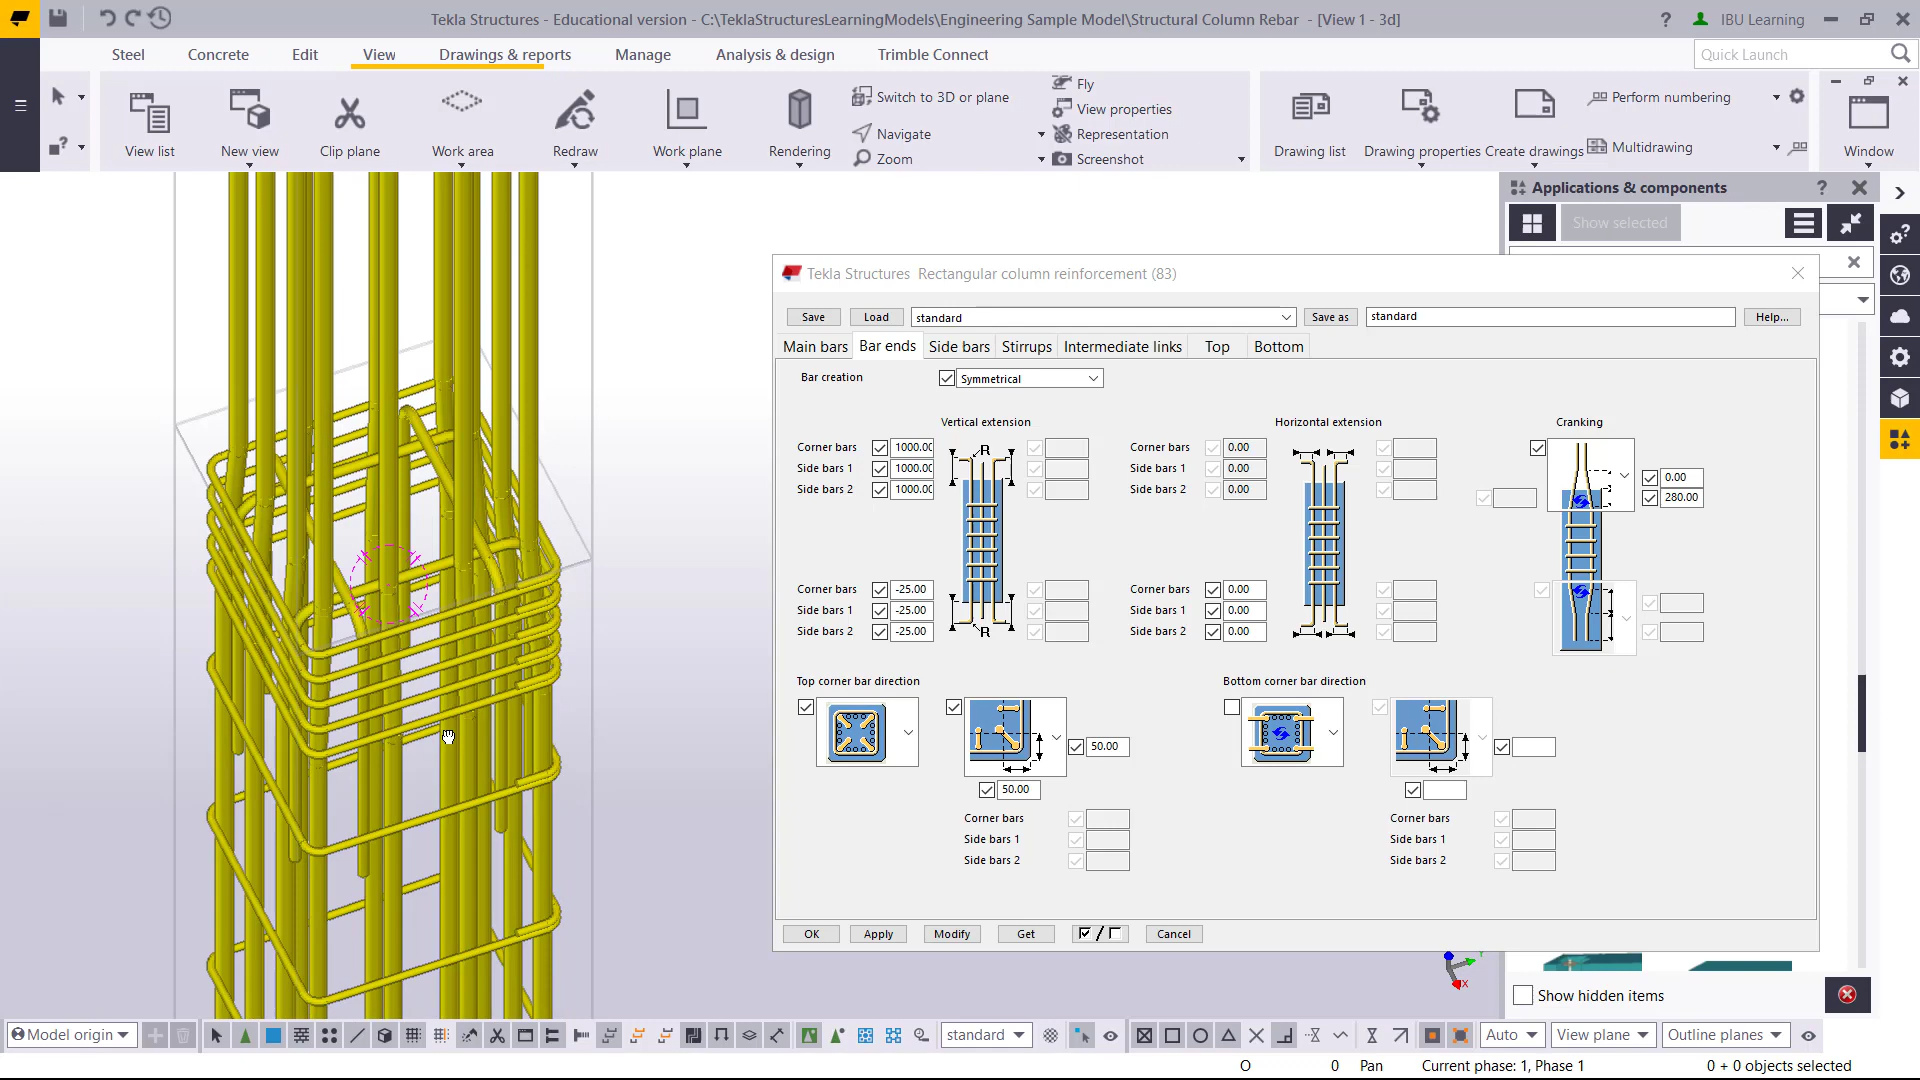 Tekla Structures - Educational version - C:\TeklaStructuresLearningModels\Engineering Sample Model\Structural Column Rebar - [View 1 - 3d]
? IBU Learning
Steel Concrete Edit View Drawings & reports Manage Analysis & design Trimble Connect
Quick Launch
View list
New view
Clip plane
Work area
Redraw
Work plane
Rendering
Switch to 3D or plane
Navigate
Zoom
Fly
View properties
Representation
Screenshot
Drawing list
Drawing properties
Create drawings
Perform numbering
Multidrawing
Window
Applications & components ?
Show selected
Tekla Structures Rectangular column reinforcement (83)
Save Load standard Save as standard Help...
Main bars Bar ends Side bars Stirrups Intermediate links Top Bottom
Bar creation Symmetrical
Vertical extension Horizontal extension Cranking
Corner bars 1000.00 R Corner bars 0.00
Side bars 1 1000.00 Side bars 1 0.00 0.00
Side bars 2 1000.00 Side bars 2 0.00 280.00
Corner bars -25.00 Corner bars 0.00
Side bars 1 -25.00 Side bars 1 0.00
Side bars 2 -25.00 R Side bars 2 0.00
Top corner bar direction Bottom corner bar direction
50.00
50.00
Corner bars Corner bars
Side bars 1 Side bars 1
Side bars 2 Side bars 2
OK Apply Modify Get / Cancel
X
Show hidden items
Model origin standard Auto View plane Outline planes
O 0 Pan Current phase: 1, Phase 1 0 + 0 objects selected